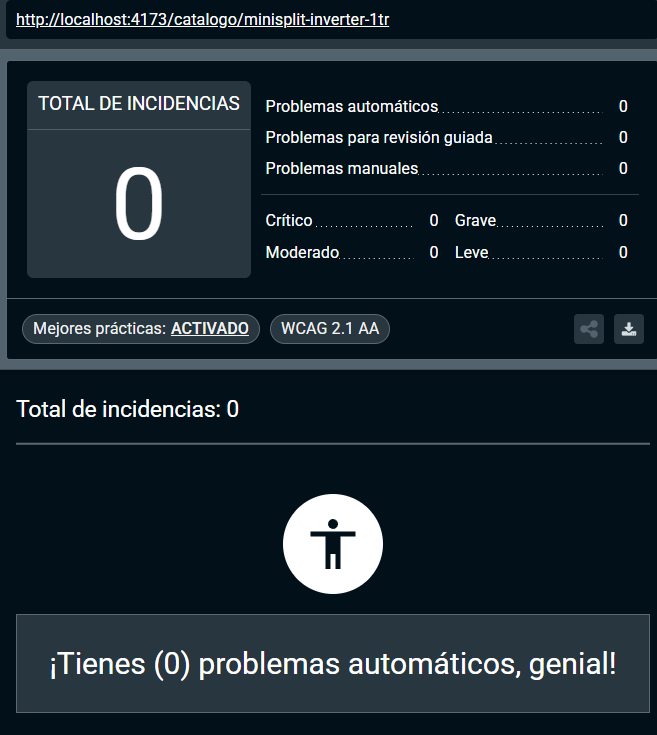 http://localhost:4173/catalogo/minisplit-inverter-1tr
TOTAL DE INCIDENCIAS
0
Problemas automáticos 0
Problemas para revisión guiada 0
Problemas manuales 0
Crítico 0 Grave 0
Moderado 0 Leve 0
Mejores prácticas: ACTIVADO WCAG 2.1 AA
Total de incidencias: 0
¡Tienes (0) problemas automáticos, genial!